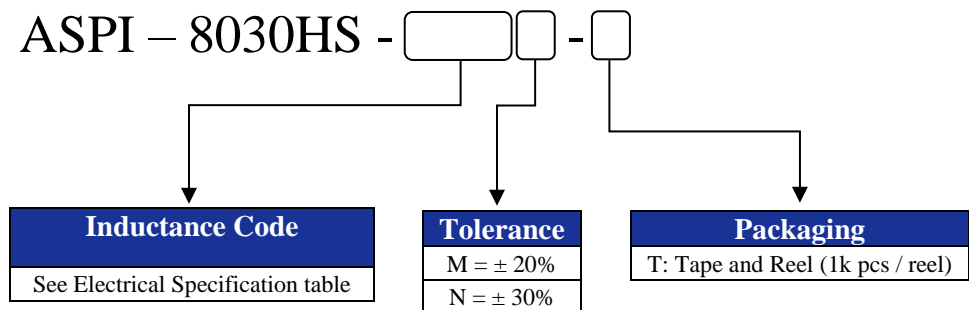 ASPI – 8030HS - -
Inductance Code
See Electrical Specification table
Tolerance
M = ± 20%
N = ± 30%
Packaging
T: Tape and Reel (1k pcs / reel)